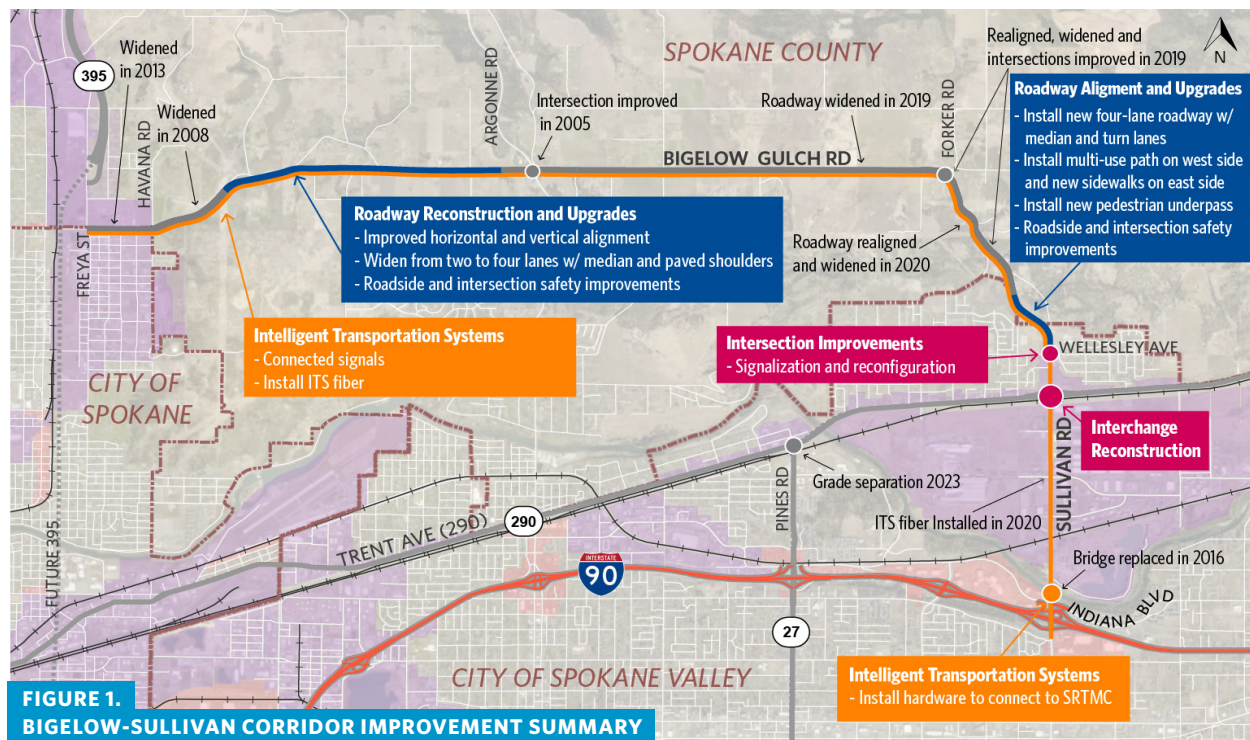 Widened
in 2013
395
HAVANA RD
Widened
in 2008
ARGONNE RD
SPOKANE COUNTY
Intersection improved
in 2005
Roadway widened in 2019
FORKER RD
Realigned, widened and
intersections improved in 2019
N
BIGELOW GULCH RD
Roadway Aligment and Upgrades
- Install new four-lane roadway w/
median and turn lanes
- Install multi-use path on west side
and new sidewalks on east side
- Install new pedestrian underpass
- Roadside and intersection safety
improvements
FREYA ST
Roadway Reconstruction and Upgrades
- Improved horizontal and vertical alignment
- Widen from two to four lanes w/ median and paved shoulders
- Roadside and intersection safety improvements
Roadway realigned
and widened in 2020
Intelligent Transportation Systems
- Connected signals
- Install ITS fiber
Intersection Improvements
- Signalization and reconfiguration
WELLESLEY AVE
CITY OF
SPOKANE
Interchange
Reconstruction
SULLIVAN RD
PINES RD
Grade separation 2023
ITS fiber Installed in 2020
TRENT AVE (290)
290
FUTURE 395
INTERSTATE
90
Bridge replaced in 2016
INDIANA BLVD
27
CITY OF SPOKANE VALLEY
Intelligent Transportation Systems
- Install hardware to connect to SRTMC
FIGURE 1.
BIGELOW-SULLIVAN CORRIDOR IMPROVEMENT SUMMARY